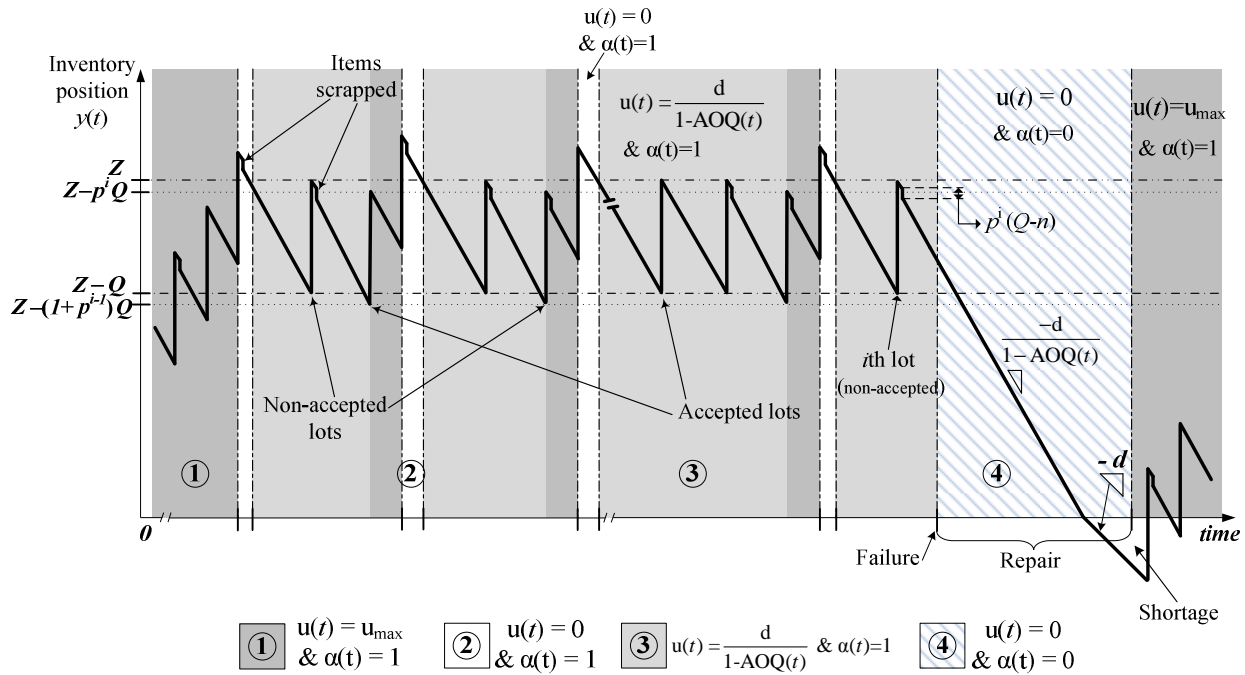 u(t) = 0
& α(t)=1
Inventory
position
y(t)
Items
scrapped
u(t) = d
1-AOQ(t)
& α(t)=1
u(t) = 0
& α(t)=0
u(t)=u max
& α(t)=1
Z
Z−p^i Q
p^i (Q-n)
Z−Q
Z−(1+p^{i-1})Q
−d
1−AOQ(t)
ith lot
(non-accepted)
Non-accepted
lots
Accepted lots
1
2
3
4
- d
0
time
Failure
Repair
Shortage
1
u(t) = u max
& α(t) = 1
2
u(t) = 0
& α(t) = 1
3
u(t) = d
1-AOQ(t)
& α(t)=1
4
u(t) = 0
& α(t) = 0